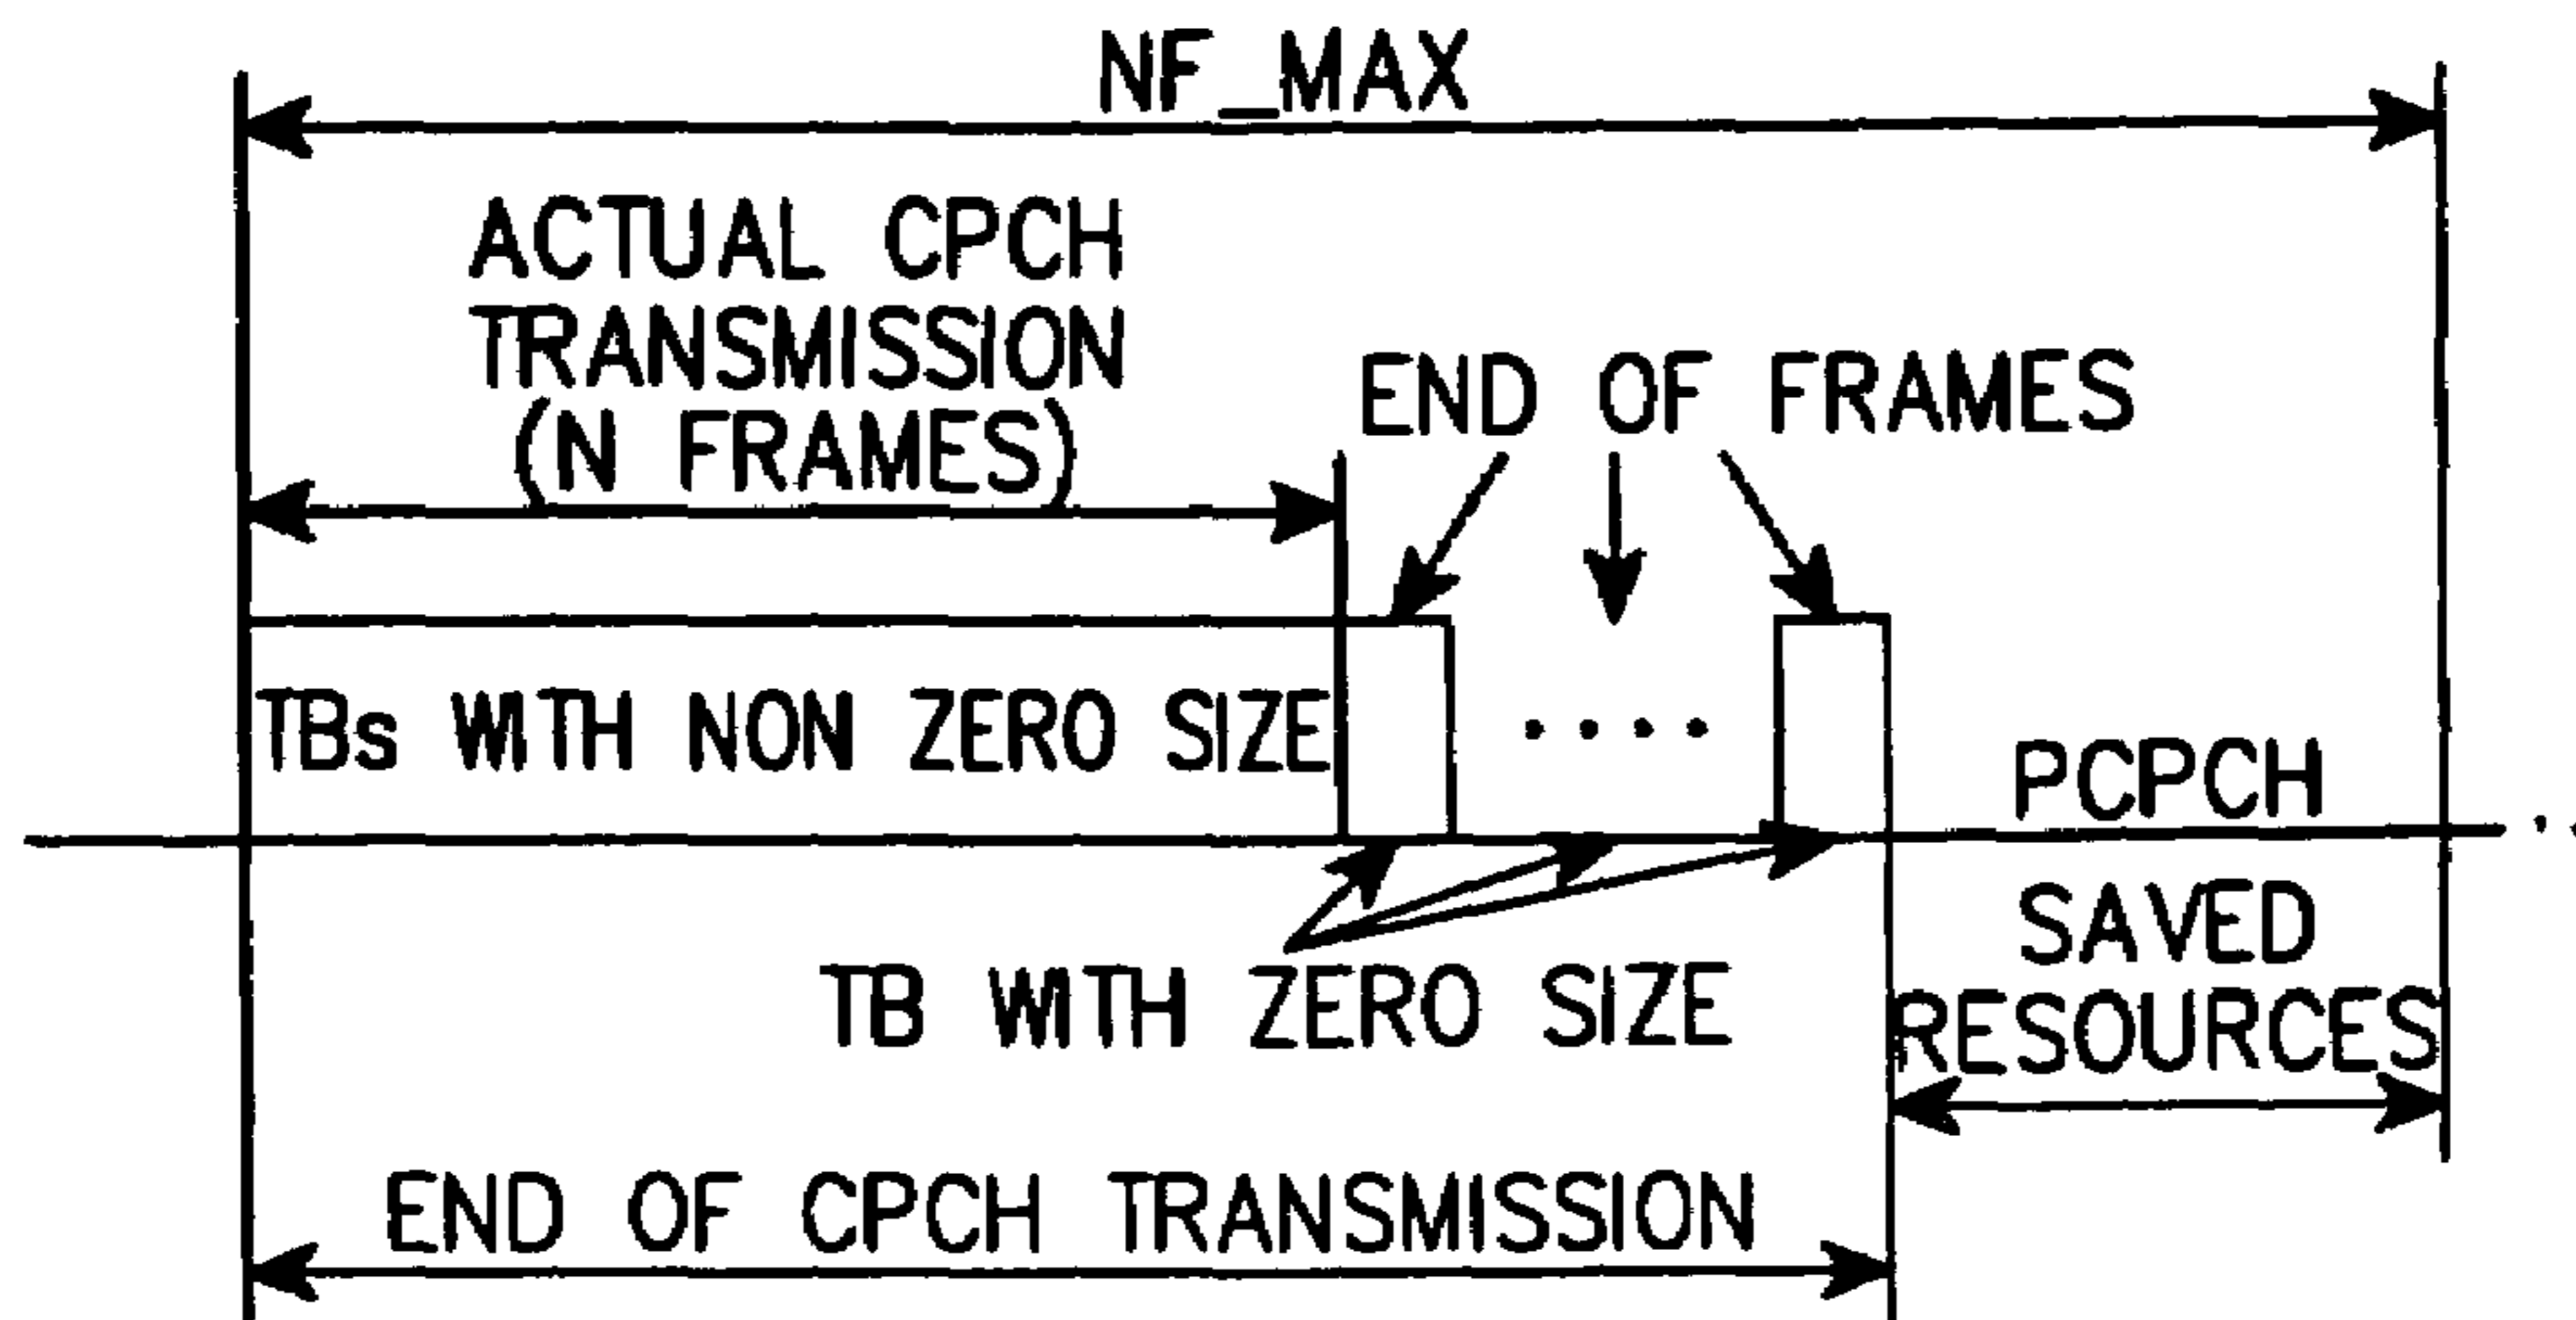 NF_MAX
ACTUAL CPCH
TRANSMISSION
(N FRAMES)
END OF FRAMES
TBs WITH NON ZERO SIZE
PCPCH
TB WITH ZERO SIZE
SAVED
RESOURCES
END OF CPCH TRANSMISSION